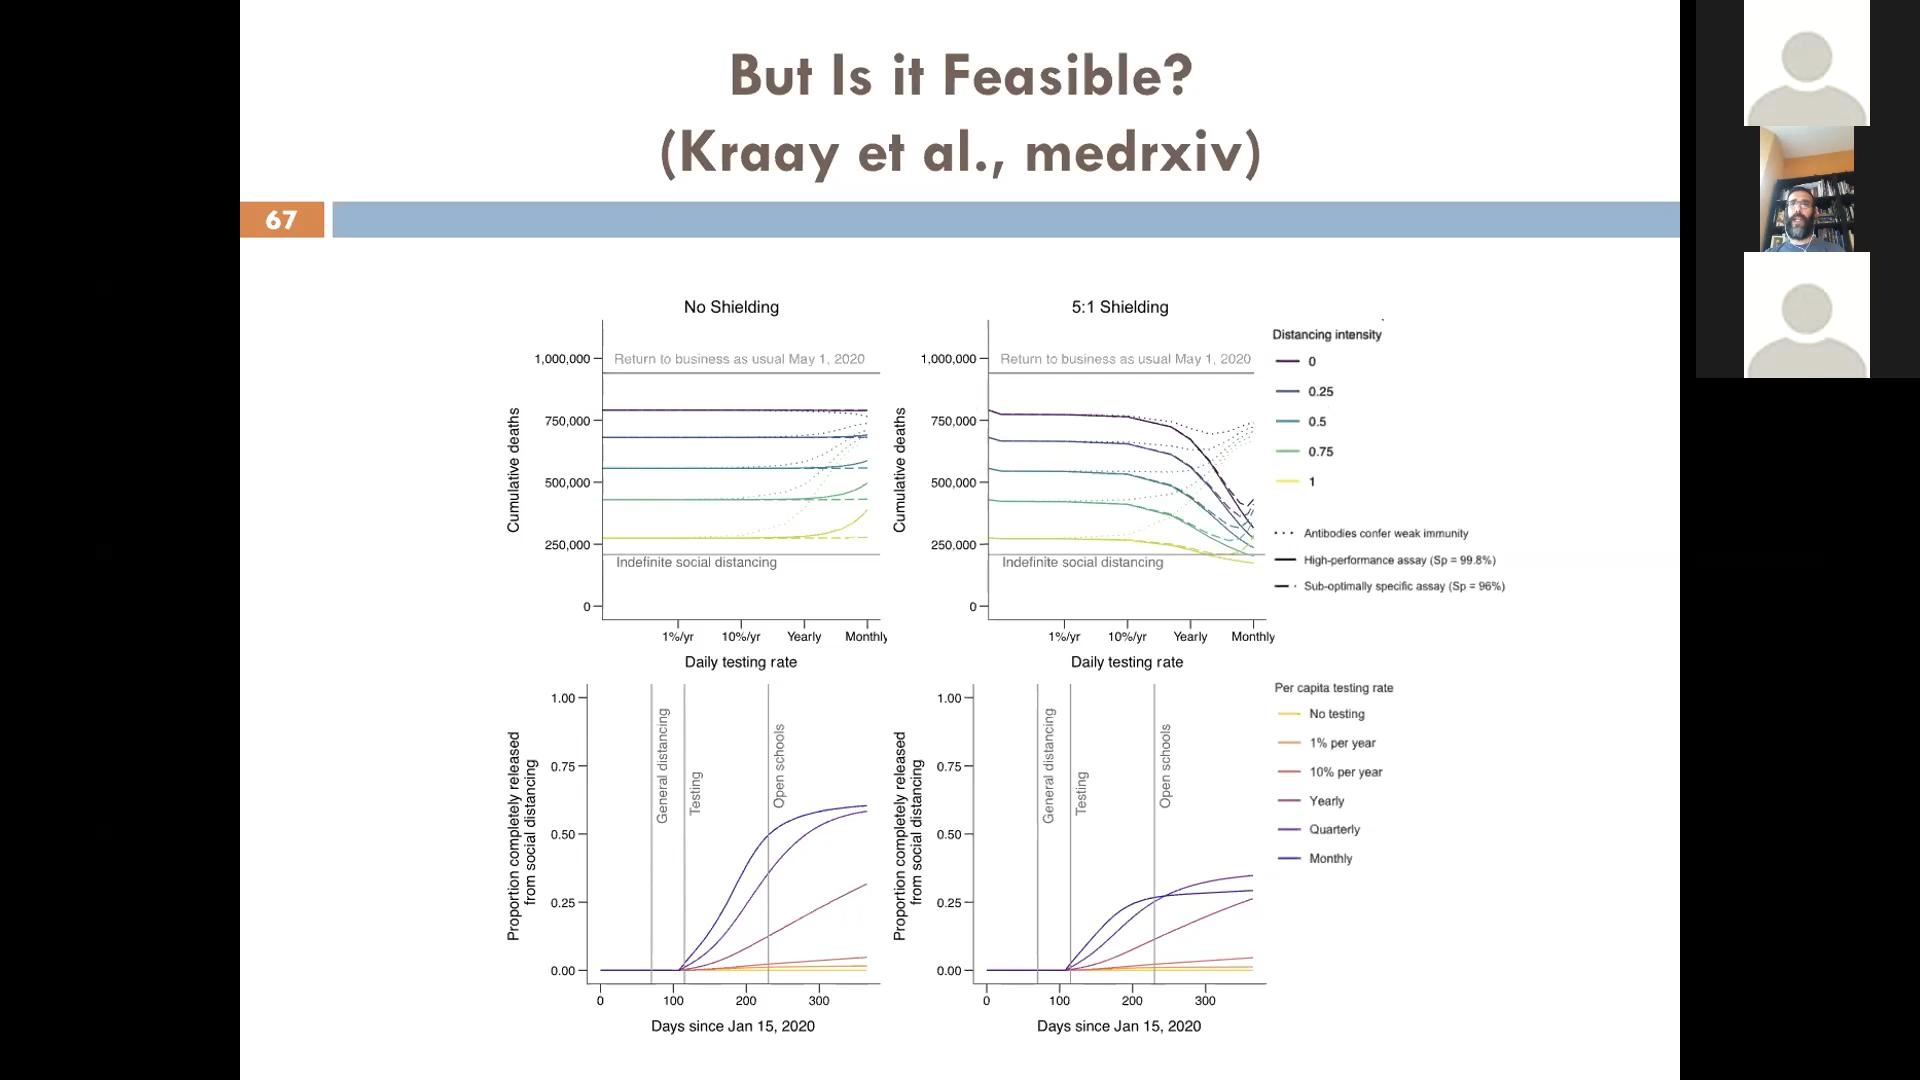 But Is it Feasible?
(Kraay et al., medrxiv)
67
No Shielding
Cumulative deaths
1,000,000
750,000
500,000
250,000
0
Return to business as usual May 1, 2020
Indefinite social distancing
1%/yr 10%/yr Yearly Monthly
Daily testing rate
5:1 Shielding
Cumulative deaths
1,000,000
750,000
500,000
250,000
0
Return to business as usual May 1, 2020
Indefinite social distancing
1%/yr 10%/yr Yearly Monthly
Daily testing rate
Distancing intensity
0
0.25
0.5
0.75
1
Antibodies confer weak immunity
High-performance assay (Sp = 99.8%)
Sub-optimally specific assay (Sp = 96%)
Proportion completely released
from social distancing
1.00
0.75
0.50
0.25
0.00
General distancing
Testing
Open schools
0 100 200 300
Days since Jan 15, 2020
Proportion completely released
from social distancing
1.00
0.75
0.50
0.25
0.00
General distancing
Testing
Open schools
0 100 200 300
Days since Jan 15, 2020
Per capita testing rate
No testing
1% per year
10% per year
Yearly
Quarterly
Monthly